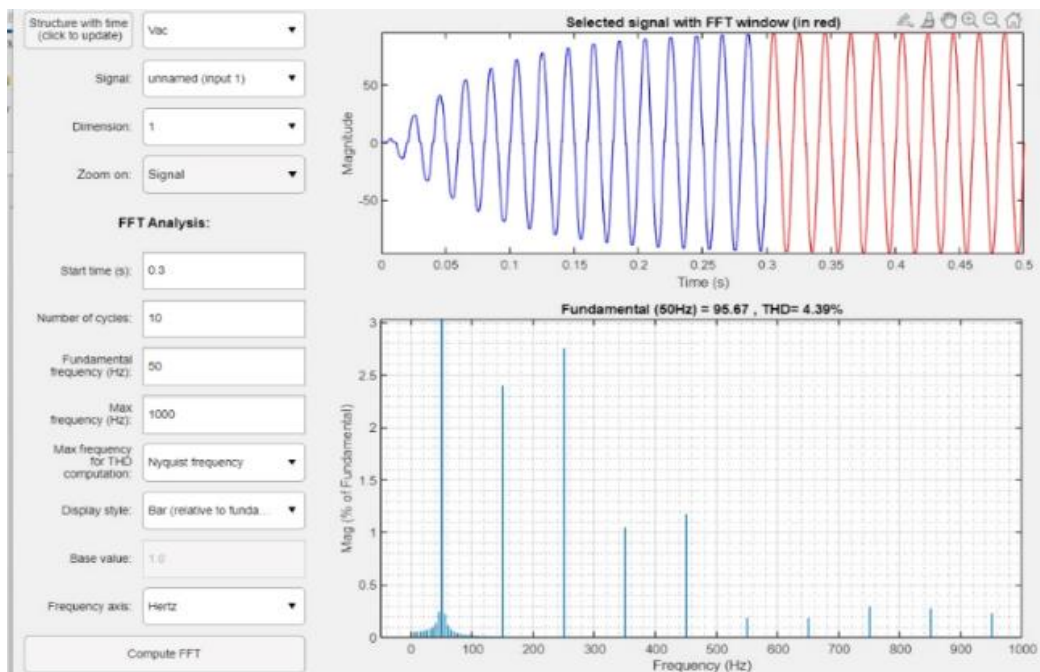 Structure with time
(click to update)
Vac
Signal:
unnamed (input 1)
Dimension:
1
Zoom on:
Signal
FFT Analysis:
Start time (s):
0.3
Number of cycles:
10
Fundamental
frequency (Hz):
50
Max
frequency (Hz):
1000
Max frequency
for THD
computation:
Nyquist frequency
Display style:
Bar (relative to funda...
Base value:
1.0
Frequency axis:
Hertz
Compute FFT
Selected signal with FFT window (in red)
Magnitude
50
0
-50
0 0.05 0.1 0.15 0.2 0.25 0.3 0.35 0.4 0.45 0.5
Time (s)
Fundamental (50Hz) = 95.67 , THD= 4.39%
Mag (% of Fundamental)
3
2.5
2
1.5
1
0.5
0
0 100 200 300 400 500 600 700 800 900 1000
Frequency (Hz)